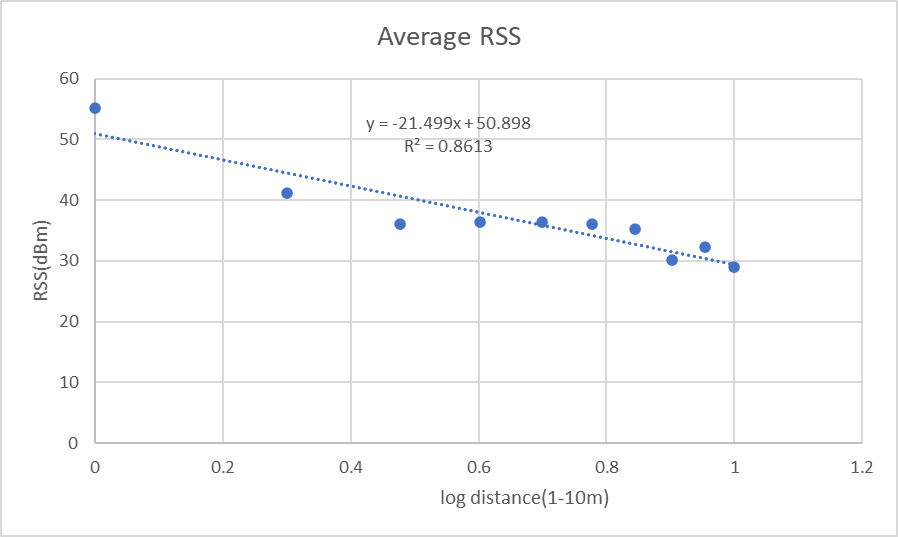 Average RSS
y = -21.499x + 50.898
R² = 0.8613
60
50
40
30
20
10
0
RSS(dBm)
0 0.2 0.4 0.6 0.8 1 1.2
log distance(1-10m)